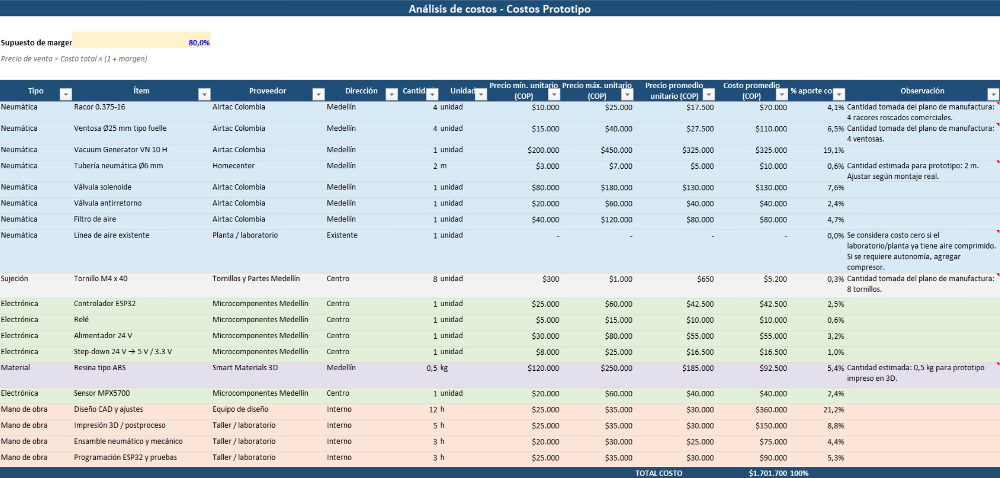 Análisis de costos - Costos Prototipo
Supuesto de marger 80,0%
Precio de venta = Costo total × (1 + margen)
Tipo Ítem Proveedor Dirección Cantid Unidad Precio mín. unitario (COP) Precio máx. unitario (COP) Precio promedio unitario (COP) Costo promedio (COP) % aporte co Observación
Neumática Racor 0.375-16 Airtac Colombia Medellín 4 unidad $10.000 $25.000 $17.500 $70.000 4,1% Cantidad tomada del plano de manufactura:
4 racores roscados comerciales.
Neumática Ventosa Ø25 mm tipo fuelle Airtac Colombia Medellín 4 unidad $15.000 $40.000 $27.500 $110.000 6,5% Cantidad tomada del plano de manufactura:
4 ventosas.
Neumática Vacuum Generator VN 10 H Airtac Colombia Medellín 1 unidad $200.000 $450.000 $325.000 $325.000 19,1%
Neumática Tubería neumática Ø6 mm Homecenter Medellín 2 m $3.000 $7.000 $5.000 $10.000 0,6% Cantidad estimada para prototipo: 2 m.
Ajustar según montaje real.
Neumática Válvula solenoide Airtac Colombia Medellín 1 unidad $80.000 $180.000 $130.000 $130.000 7,6%
Neumática Válvula antirretorno Airtac Colombia Medellín 1 unidad $20.000 $60.000 $40.000 $40.000 2,4%
Neumática Filtro de aire Airtac Colombia Medellín 1 unidad $40.000 $120.000 $80.000 $80.000 4,7%
Neumática Línea de aire existente Planta / laboratorio Existente 1 unidad - - - - 0,0% Se considera costo cero si el
laboratorio/planta ya tiene aire comprimido.
Si se requiere autonomía, agregar
compresor.
Sujeción Tornillo M4 x 40 Tornillos y Partes Medellín Centro 8 unidad $300 $1.000 $650 $5.200 0,3% Cantidad tomada del plano de manufactura:
8 tornillos.
Electrónica Controlador ESP32 Microcomponentes Medellín Centro 1 unidad $25.000 $60.000 $42.500 $42.500 2,5%
Electrónica Relé Microcomponentes Medellín Centro 1 unidad $5.000 $15.000 $10.000 $10.000 0,6%
Electrónica Alimentador 24 V Microcomponentes Medellín Centro 1 unidad $30.000 $80.000 $55.000 $55.000 3,2%
Electrónica Step-down 24 V → 5 V / 3.3 V Microcomponentes Medellín Centro 1 unidad $8.000 $25.000 $16.500 $16.500 1,0%
Material Resina tipo ABS Smart Materials 3D Medellín 0,5 kg $120.000 $250.000 $185.000 $92.500 5,4% Cantidad estimada: 0,5 kg para prototipo
impreso en 3D.
Electrónica Sensor MPX5700 Microcomponentes Medellín Centro 1 unidad $20.000 $60.000 $40.000 $40.000 2,4%
Mano de obra Diseño CAD y ajustes Equipo de diseño Interno 12 h $25.000 $35.000 $30.000 $360.000 21,2%
Mano de obra Impresión 3D / postproceso Taller / laboratorio Interno 5 h $25.000 $35.000 $30.000 $150.000 8,8%
Mano de obra Ensamble neumático y mecánico Taller / laboratorio Interno 3 h $20.000 $30.000 $25.000 $75.000 4,4%
Mano de obra Programación ESP32 y pruebas Taller / laboratorio Interno 3 h $25.000 $35.000 $30.000 $90.000 5,3%
TOTAL COSTO $1.701.700 100%